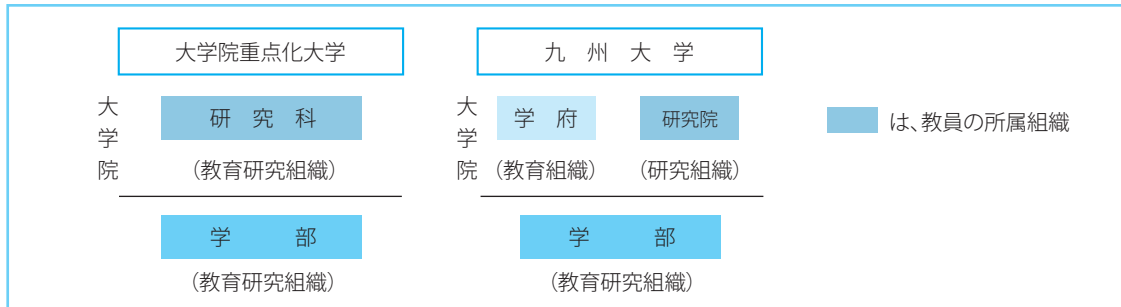 大学院重点化大学
大学院
研究科
(教育研究組織)
学部
(教育研究組織)
九州大学
大学院
学府
研究院
(教育組織)
(研究組織)
学部
(教育研究組織)
は、教員の所属組織